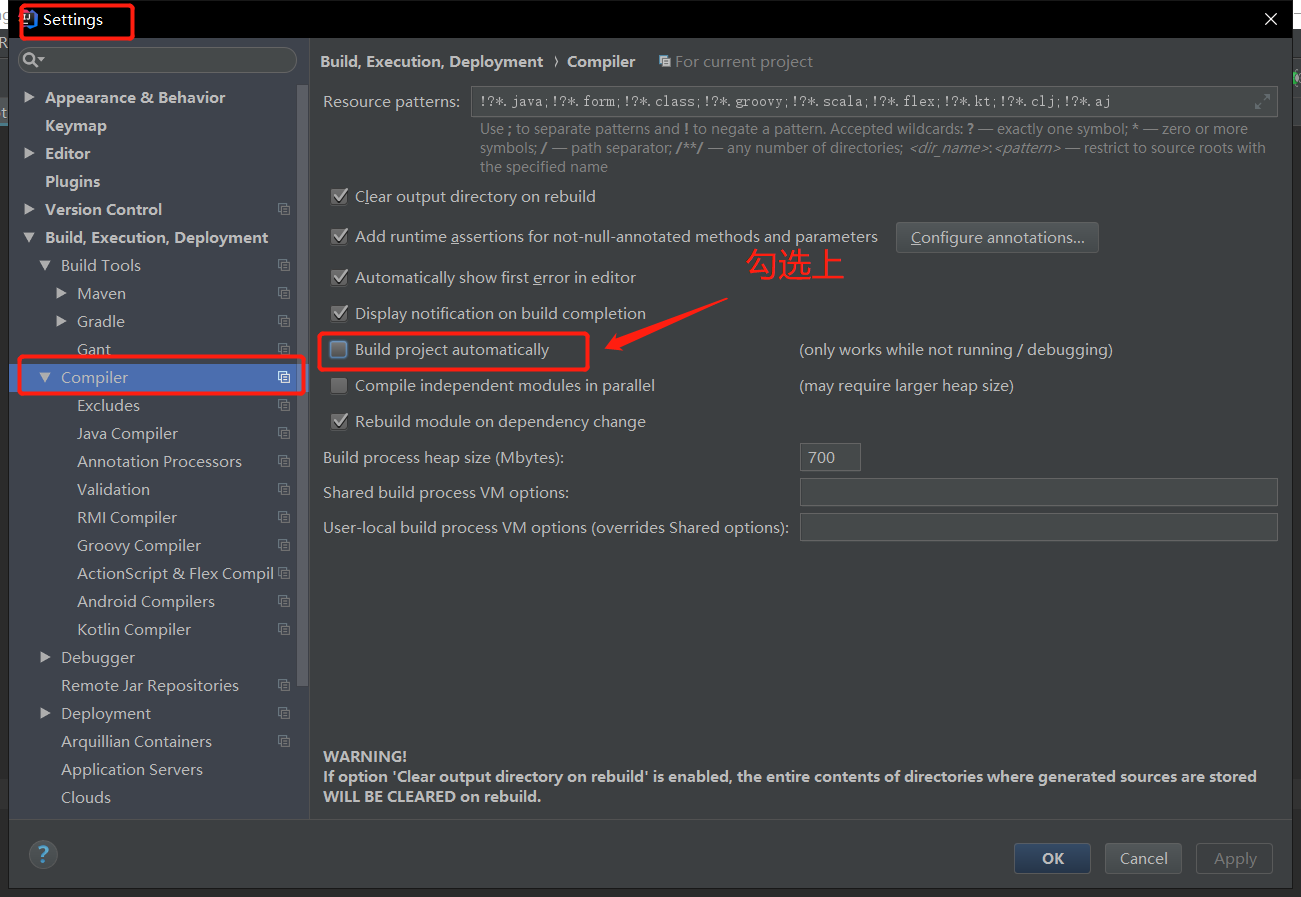 Settings
Build, Execution, Deployment › Compiler For current project
Appearance & Behavior
Keymap
Editor
Plugins
Version Control
Build, Execution, Deployment
Build Tools
Maven
Gradle
Gant
Compiler
Excludes
Java Compiler
Annotation Processors
Validation
RMI Compiler
Groovy Compiler
ActionScript & Flex Compil
Android Compilers
Kotlin Compiler
Debugger
Remote Jar Repositories
Deployment
Arquillian Containers
Application Servers
Clouds
Resource patterns: !?*.java;!?*.form;!?*.class;!?*.groovy;!?*.scala;!?*.flex;!?*.kt;!?*.clj;!?*.aj
Use ; to separate patterns and ! to negate a pattern. Accepted wildcards: ? — exactly one symbol; * — zero or more
symbols; / — path separator; /**/ — any number of directories; <dir_name>:<pattern> — restrict to source roots with
the specified name
Clear output directory on rebuild
Add runtime assertions for not-null-annotated methods and parameters Configure annotations...
勾选上
Automatically show first error in editor
Display notification on build completion
Build project automatically (only works while not running / debugging)
Compile independent modules in parallel (may require larger heap size)
Rebuild module on dependency change
Build process heap size (Mbytes): 700
Shared build process VM options:
User-local build process VM options (overrides Shared options):
WARNING!
If option 'Clear output directory on rebuild' is enabled, the entire contents of directories where generated sources are stored
WILL BE CLEARED on rebuild.
?
OK Cancel Apply